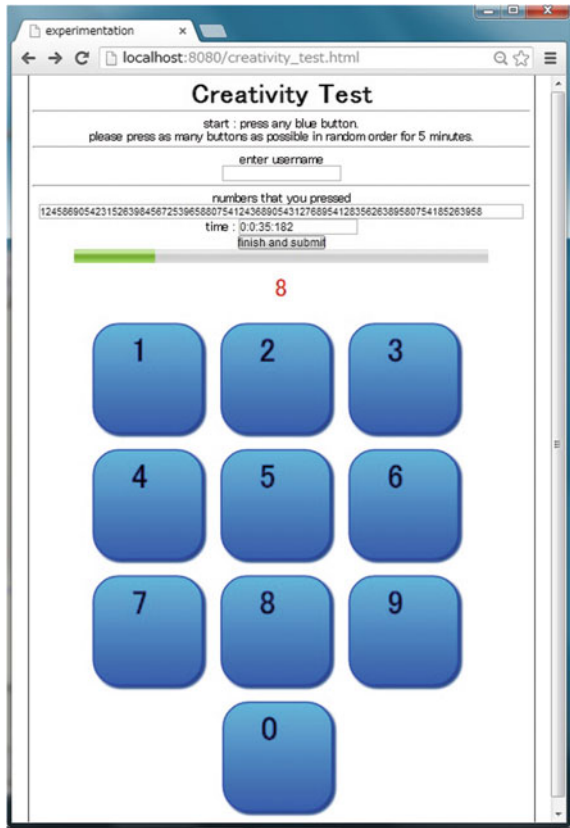 experimentation
localhost:8080/creativity_test.html
Creativity Test
start : press any blue button.
please press as many buttons as possible in random order for 5 minutes.
enter username
numbers that you pressed
12458690542315263984567253965880754124368905431276895412835626389580754185263958
time : 0:0:35:182
finish and submit
8
1 2 3
4 5 6
7 8 9
0